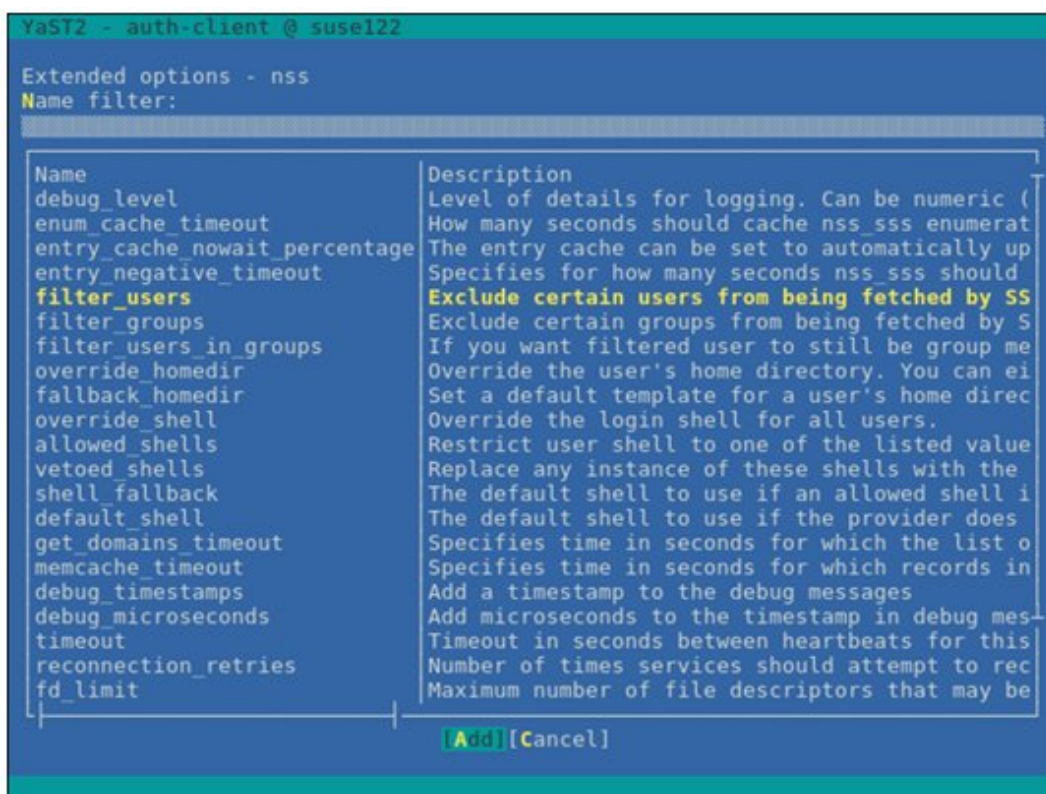 YaST2 - auth-client @ suse122
Extended options - nss
Name filter:
Name Description
debug_level Level of details for logging. Can be numeric (
enum_cache_timeout How many seconds should cache nss_sss enumerat
entry_cache_nowait_percentage The entry cache can be set to automatically up
entry_negative_timeout Specifies for how many seconds nss_sss should
filter_users Exclude certain users from being fetched by SS
filter_groups Exclude certain groups from being fetched by S
filter_users_in_groups If you want filtered user to still be group me
override_homedir Override the user's home directory. You can ei
fallback_homedir Set a default template for a user's home direc
override_shell Override the login shell for all users.
allowed_shells Restrict user shell to one of the listed value
vetoed_shells Replace any instance of these shells with the
shell_fallback The default shell to use if an allowed shell i
default_shell The default shell to use if the provider does
get_domains_timeout Specifies time in seconds for which the list o
memcache_timeout Specifies time in seconds for which records in
debug_timestamps Add a timestamp to the debug messages
debug_microseconds Add microseconds to the timestamp in debug mes
timeout Timeout in seconds between heartbeats for this
reconnection_retries Number of times services should attempt to rec
fd_limit Maximum number of file descriptors that may be
[Add][Cancel]